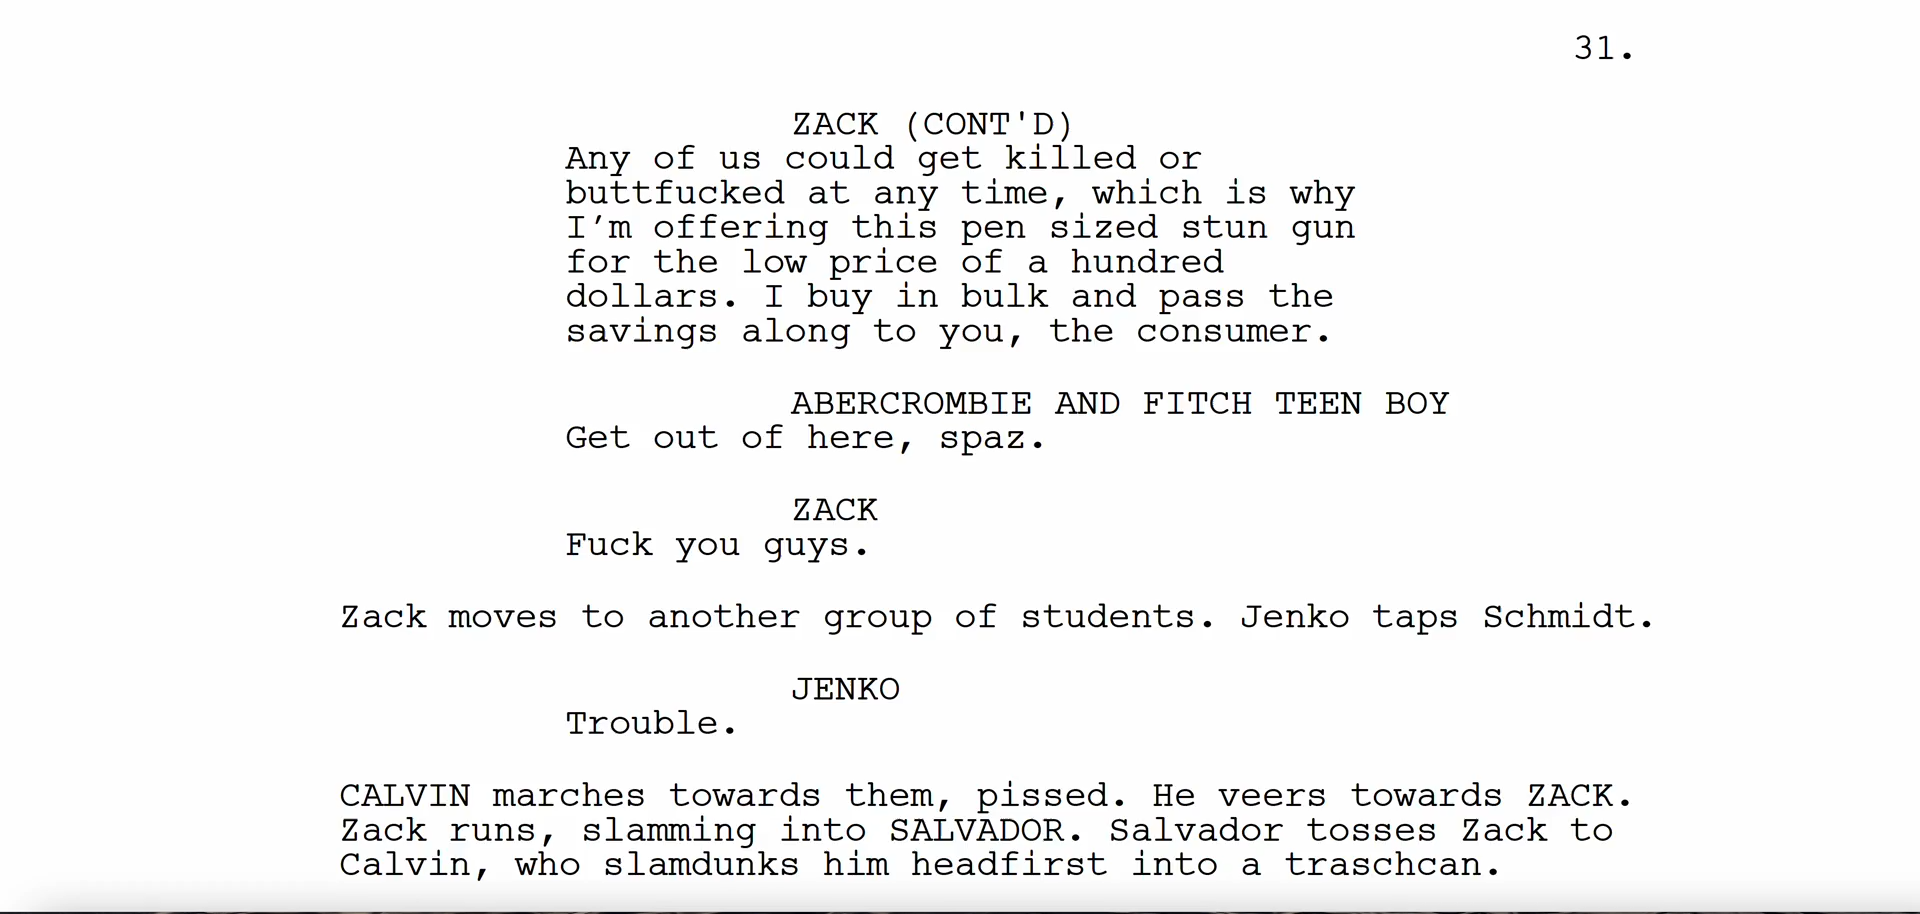 31.
ZACK (CONT'D)
Any of us could get killed or
buttfucked at any time, which is why
I’m offering this pen sized stun gun
for the low price of a hundred
dollars. I buy in bulk and pass the
savings along to you, the consumer.
ABERCROMBIE AND FITCH TEEN BOY
Get out of here, spaz.
ZACK
Fuck you guys.
Zack moves to another group of students. Jenko taps Schmidt.
JENKO
Trouble.
CALVIN marches towards them, pissed. He veers towards ZACK.
Zack runs, slamming into SALVADOR. Salvador tosses Zack to
Calvin, who slamdunks him headfirst into a traschcan.